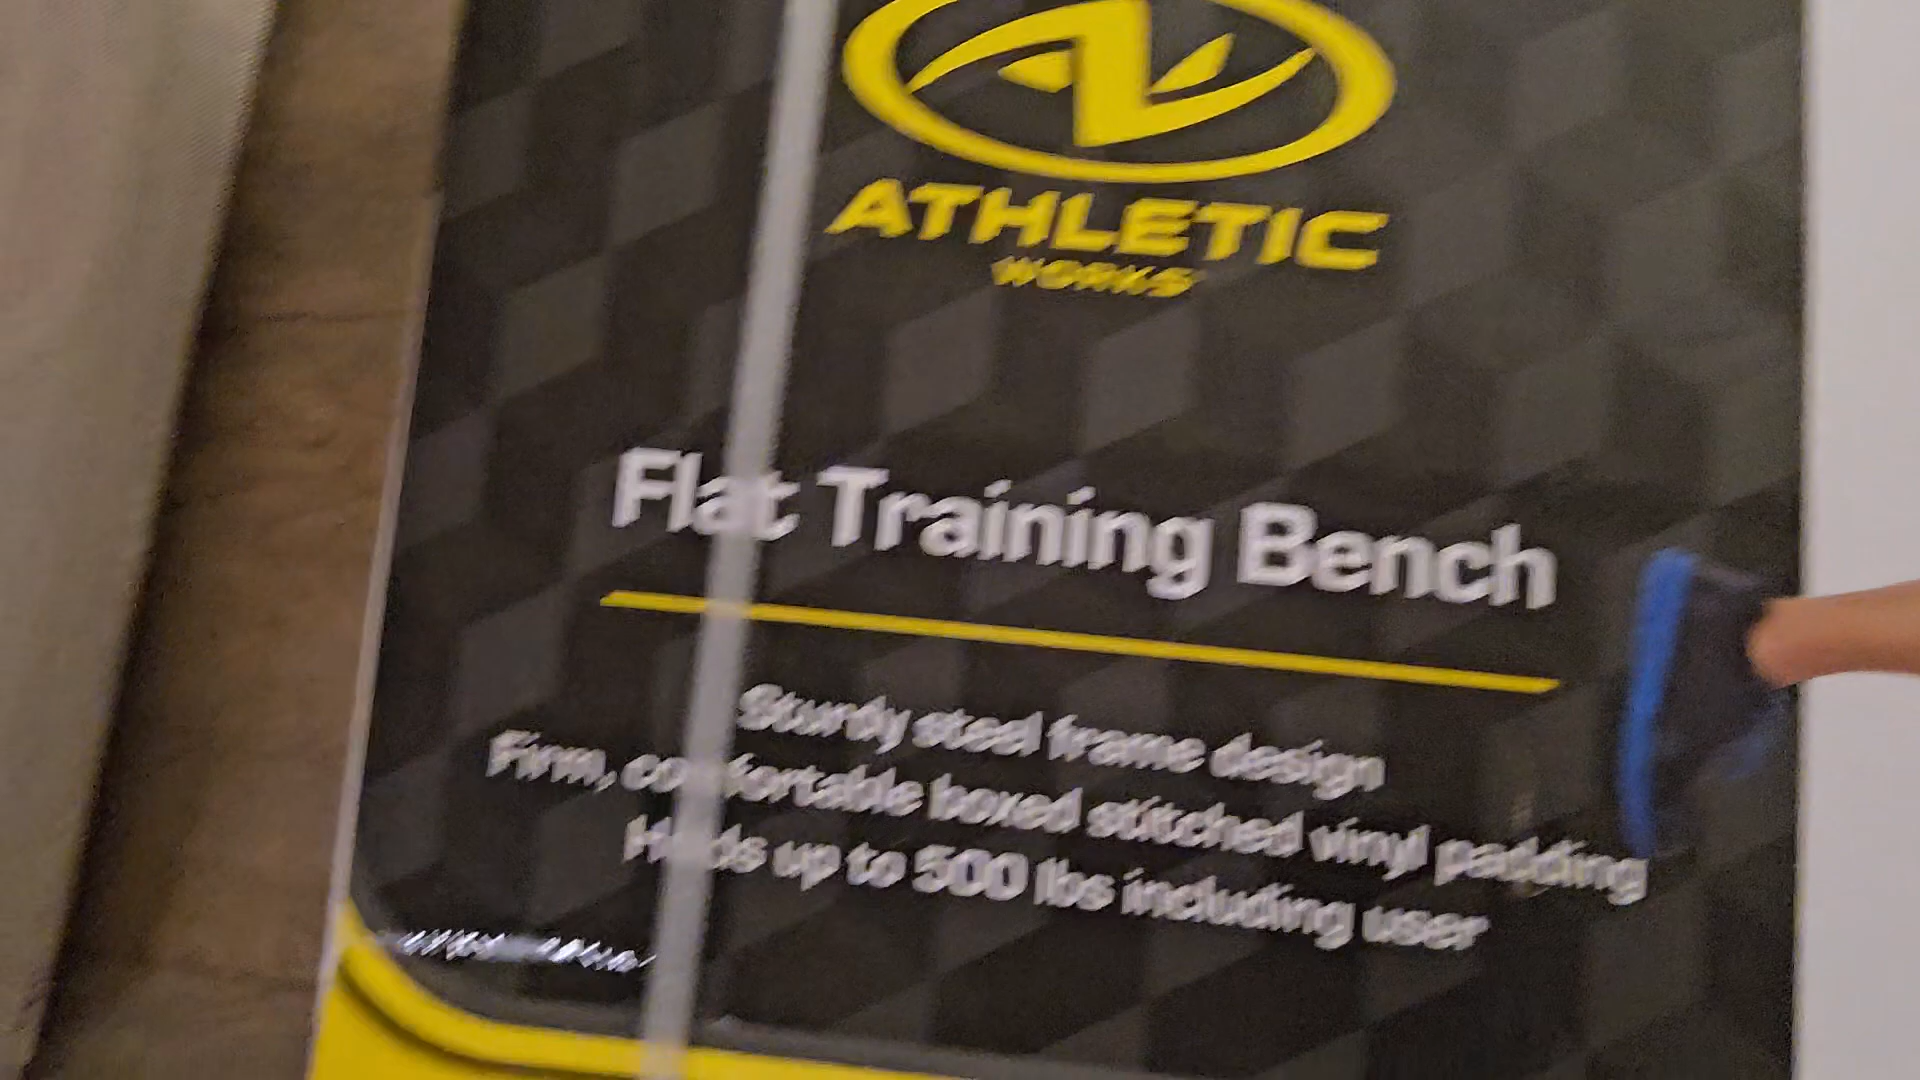 ATHLETIC
WORKS
Flat Training Bench
Sturdy steel frame design
Firm, comfortable boxed stitched vinyl padding
Holds up to 500 lbs including user